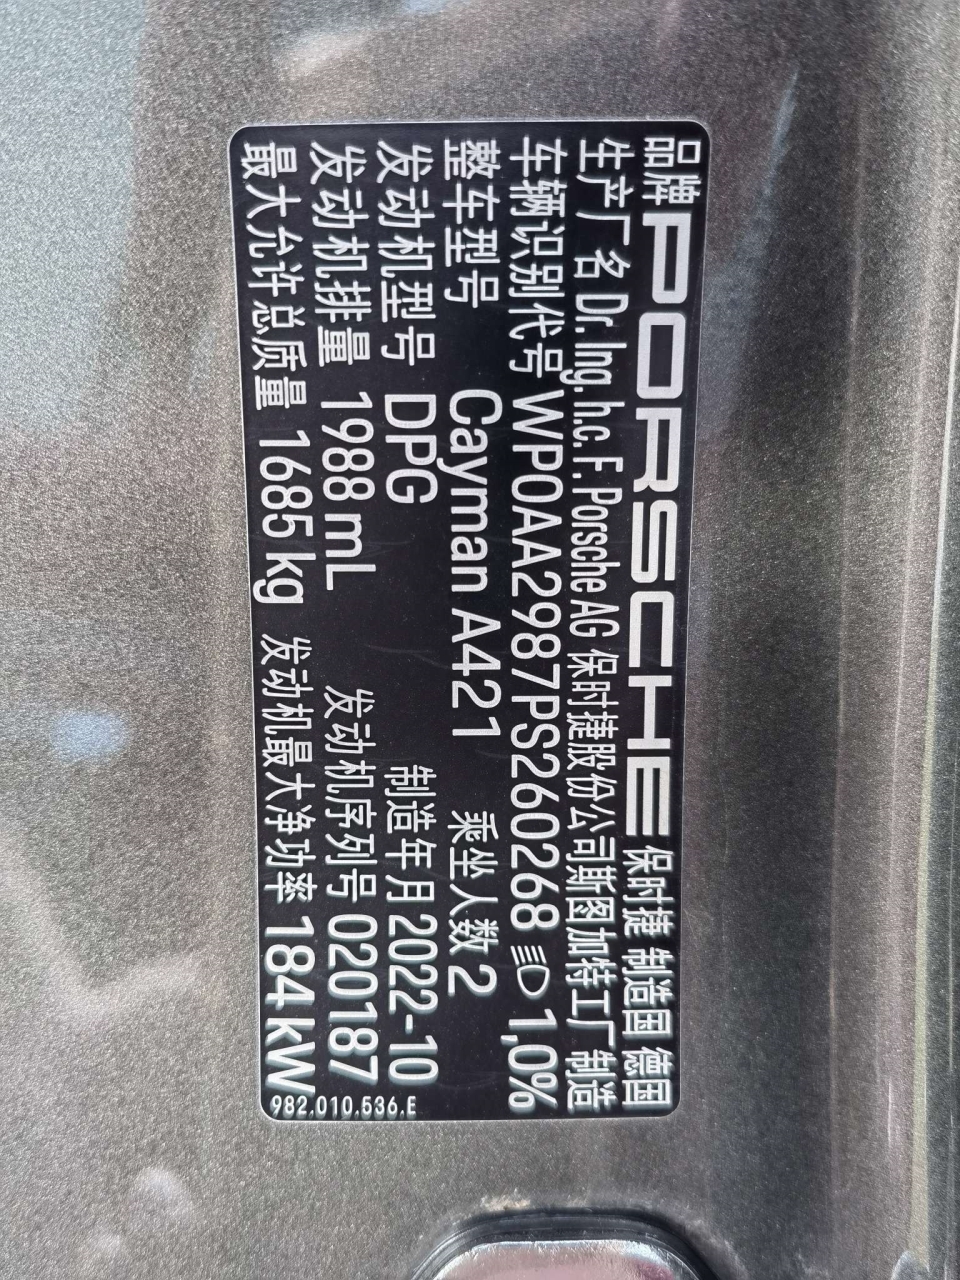 品牌 PORSCHE 保时捷 制造国 德国
生产厂名 Dr. Ing. h.c. F. Porsche AG 保时捷股份公司斯图加特工厂制造
车辆识别代号 WP0AA2987PS260268 1,0%
整车型号 Cayman A421 乘坐人数 2
发动机型号 DPG 制造年月 2022-10
发动机排量 1988 mL 发动机序列号 020187
最大允许总质量 1685 kg 发动机最大净功率 184 kW
982.010.536.E